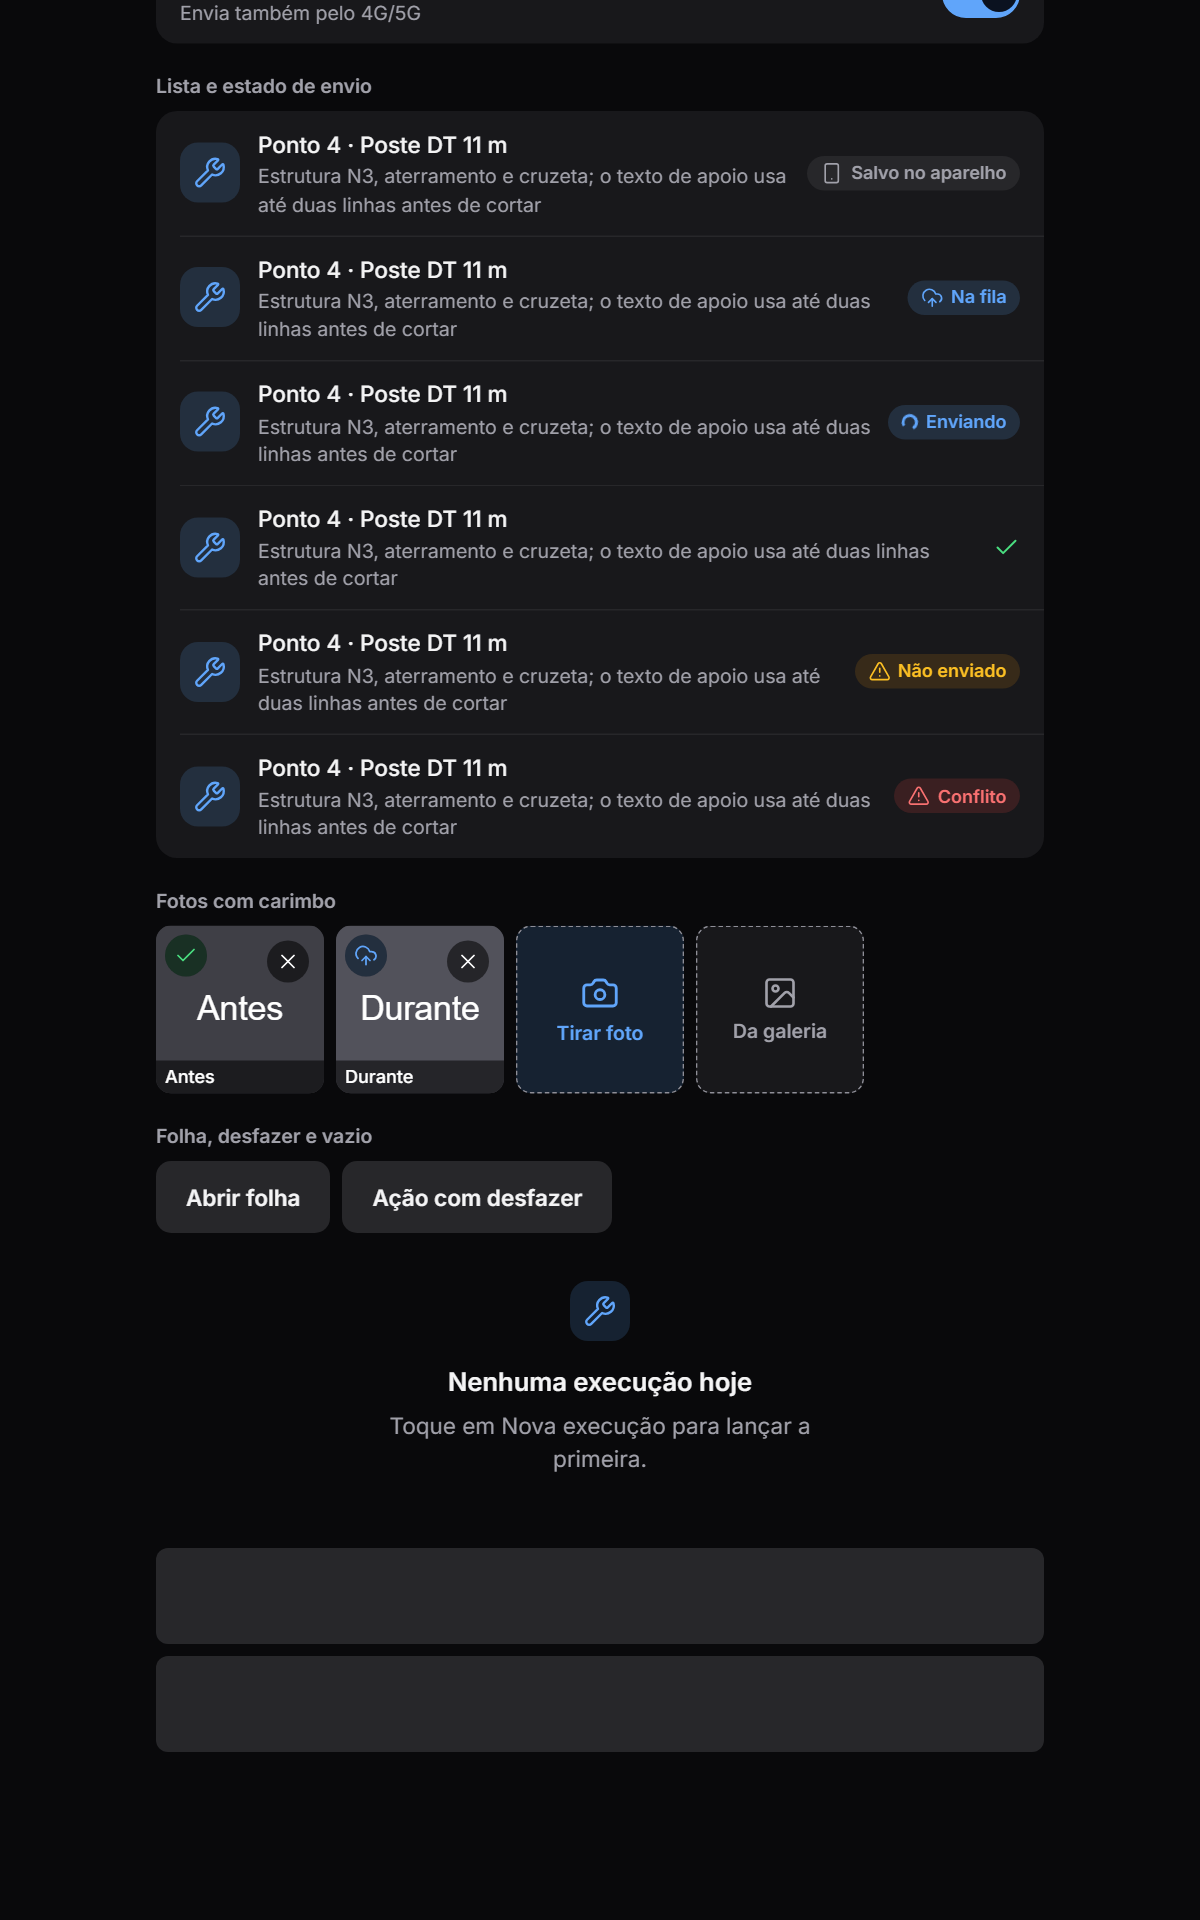 Envia também pelo 4G/5G
Lista e estado de envio
Ponto 4 · Poste DT 11 m
Estrutura N3, aterramento e cruzeta; o texto de apoio usa
até duas linhas antes de cortar
Salvo no aparelho
Ponto 4 · Poste DT 11 m
Estrutura N3, aterramento e cruzeta; o texto de apoio usa até duas
linhas antes de cortar
Na fila
Ponto 4 · Poste DT 11 m
Estrutura N3, aterramento e cruzeta; o texto de apoio usa até duas
linhas antes de cortar
Enviando
Ponto 4 · Poste DT 11 m
Estrutura N3, aterramento e cruzeta; o texto de apoio usa até duas linhas
antes de cortar
Ponto 4 · Poste DT 11 m
Estrutura N3, aterramento e cruzeta; o texto de apoio usa até
duas linhas antes de cortar
Não enviado
Ponto 4 · Poste DT 11 m
Estrutura N3, aterramento e cruzeta; o texto de apoio usa até duas
linhas antes de cortar
Conflito
Fotos com carimbo
Antes
Antes
Durante
Durante
Tirar foto
Da galeria
Folha, desfazer e vazio
Abrir folha
Ação com desfazer
Nenhuma execução hoje
Toque em Nova execução para lançar a
primeira.